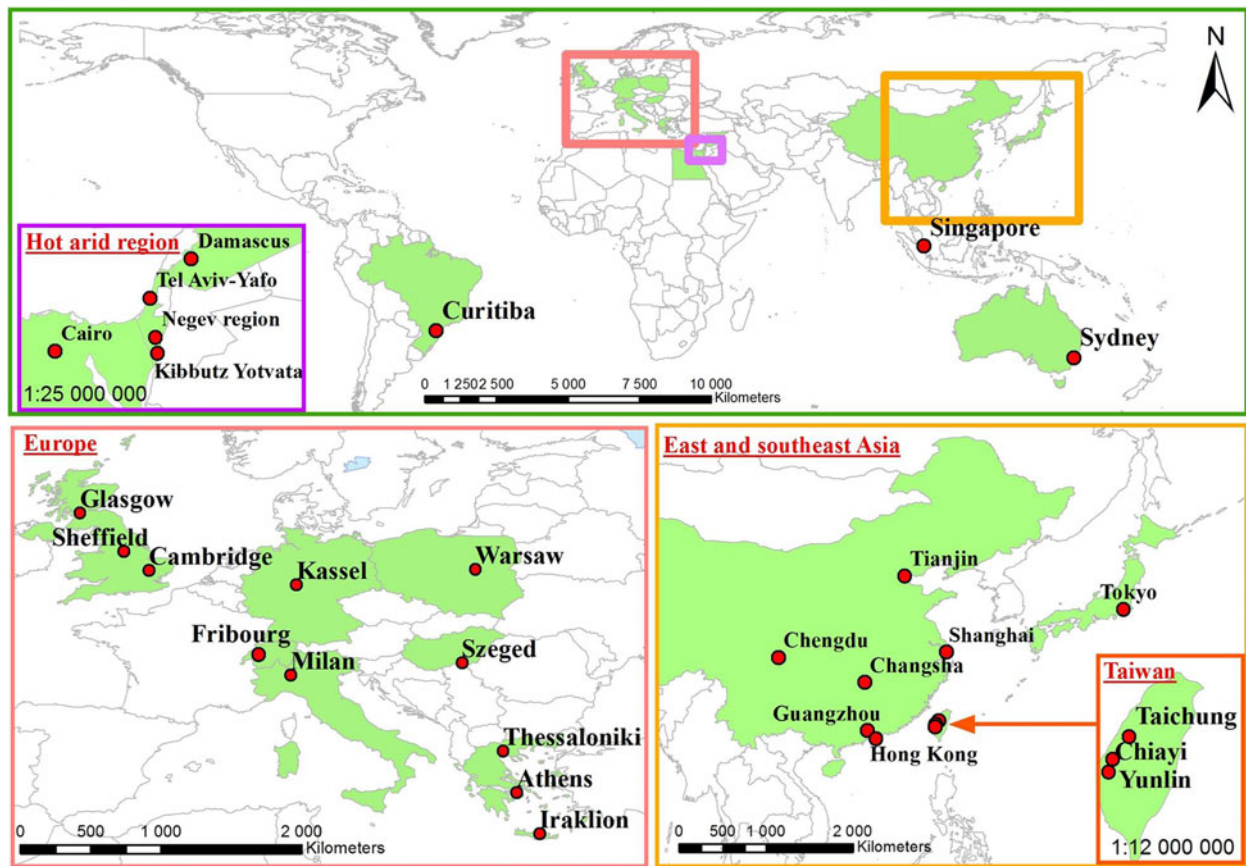 N
Singapore
Curitiba
Sydney
0 1 250 2 500 5 000 7 500 10 000
Kilometers
Hot arid region
Damascus
Tel Aviv-Yafo
Negev region
Cairo
Kibbutz Yotvata
1:25 000 000
Europe
Glasgow
Sheffield
Cambridge
Kassel
Warsaw
Fribourg
Milan
Szeged
Thessaloniki
Athens
Iraklion
0 500 1 000 2 000
Kilometers
East and southeast Asia
Tianjin
Tokyo
Chengdu
Shanghai
Changsha
Guangzhou
Hong Kong
0 500 1 000 2 000
Kilometers
Taiwan
Taichung
Chiayi
Yunlin
1:12 000 000